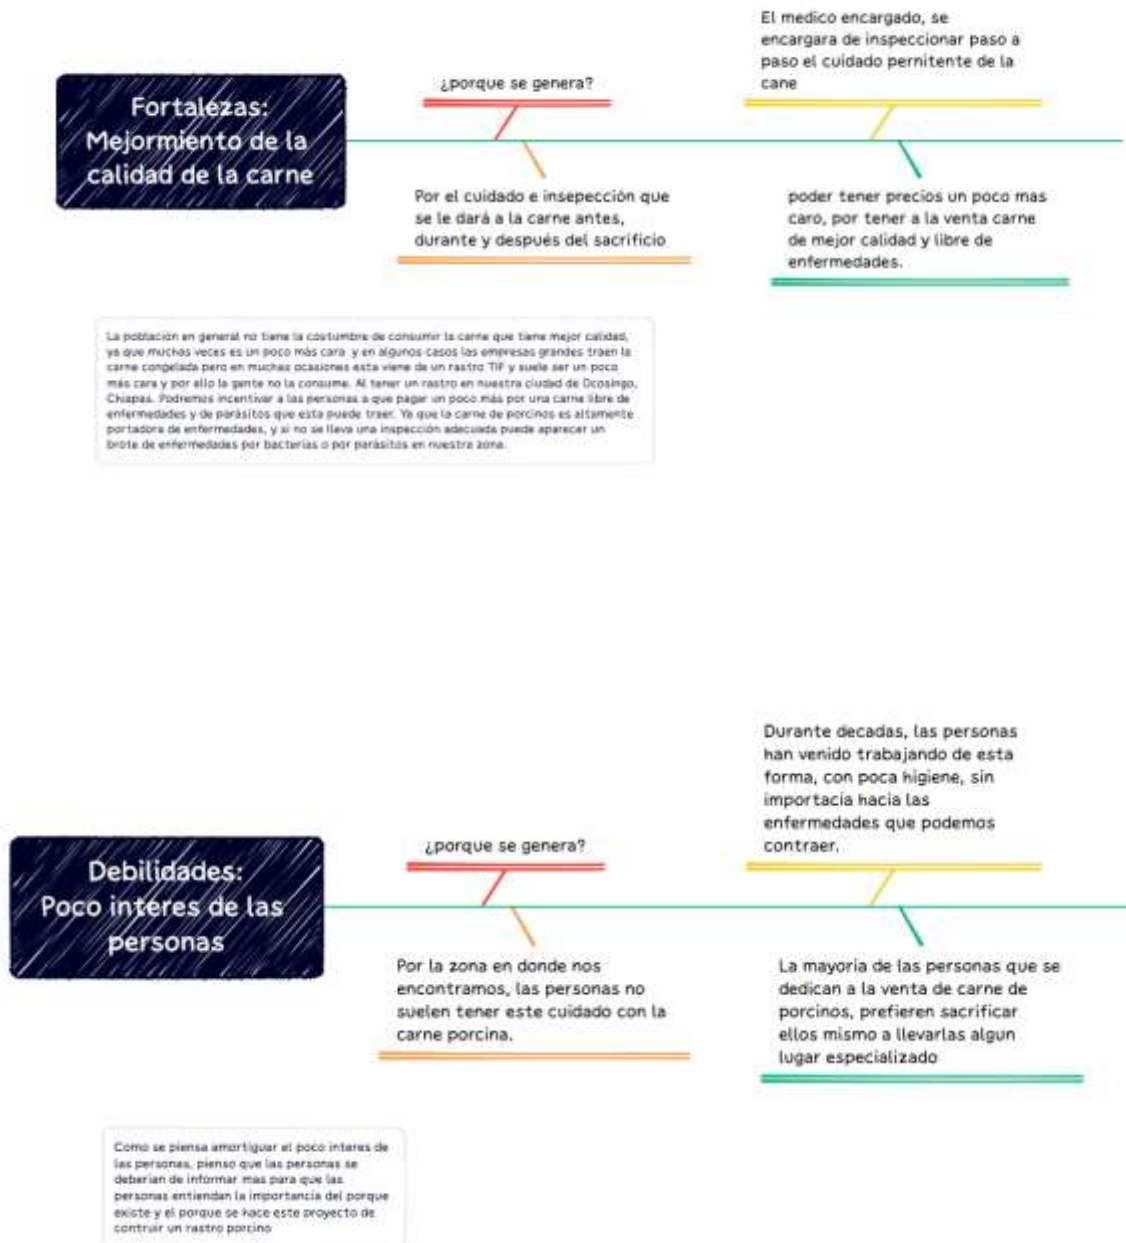 El medico encargado, se
encargara de inspeccionar paso a
paso el cuidado pernitente de la
cane
¿porque se genera?
Fortalezas:
Mejormiento de la
calidad de la carne
Por el cuidado e insepección que
se le dará a la carne antes,
durante y después del sacrificio
poder tener precios un poco mas
caro, por tener a la venta carne
de mejor calidad y libre de
enfermedades.
La población en general no tiene la costumbre de consumir la carne que tiene mejor calidad,
ya que muchas veces es un poco más cara y en algunos casos las empresas grandes traen la
carne congelada pero en muchas ocasiones esta viene de un rastro TIF y suele ser un poco
más cara y por ello la gente no la consume. Al tener un rastro en nuestra ciudad de Ocosingo,
Chiapas. Podremos incentivar a las personas a que pagar un poco más por una carne libre de
enfermedades y de parásitos que esta puede traer. Ya que la carne de porcinos es altamente
portadora de enfermedades, y si no se lleva una inspección adecuada puede aparecer un
brote de enfermedades por bacterias o por parásitos en nuestra zona.
Durante decadas, las personas
han venido trabajando de esta
forma, con poca higiene, sin
importacia hacia las
enfermedades que podemos
contraer.
¿porque se genera?
Debilidades:
Poco interes de las
personas
Por la zona en donde nos
encontramos, las personas no
suelen tener este cuidado con la
carne porcina.
La mayoria de las personas que se
dedican a la venta de carne de
porcinos, prefieren sacrificar
ellos mismo a llevarlas algun
lugar especializado
Como se piensa amortiguar el poco interes de
las personas, pienso que las personas se
deberian de informar mas para que las
personas entiendan la importancia del porque
existe y el porque se hace este proyecto de
contruir un rastro porcino